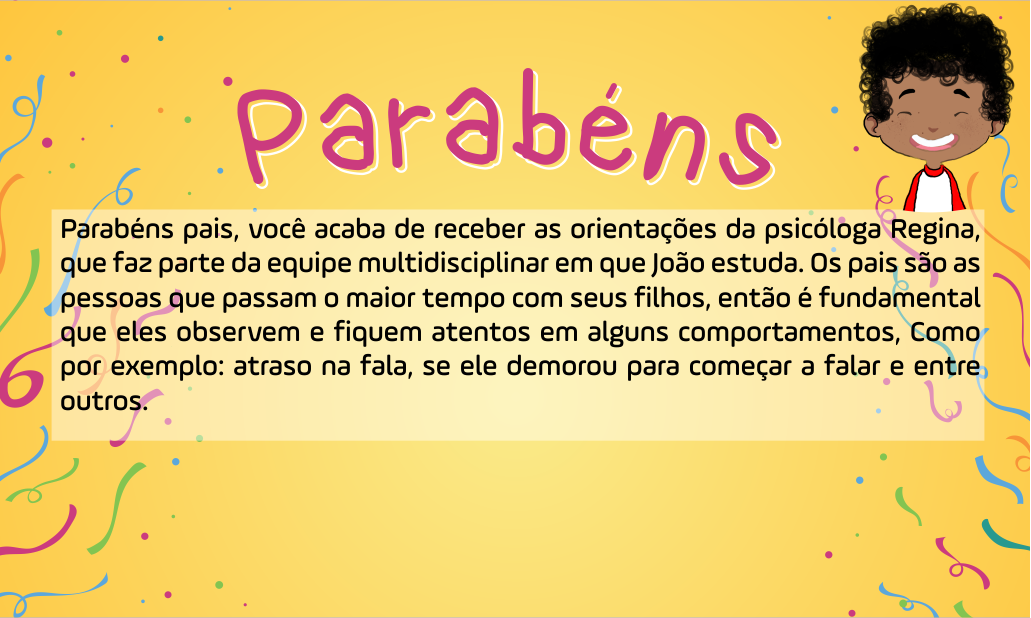 Parabéns
Parabéns pais, você acaba de receber as orientações da psicóloga Regina,
que faz parte da equipe multidisciplinar em que João estuda. Os pais são as
pessoas que passam o maior tempo com seus filhos, então é fundamental
que eles observem e fiquem atentos em alguns comportamentos, Como
por exemplo: atraso na fala, se ele demorou para começar a falar e entre
outros.